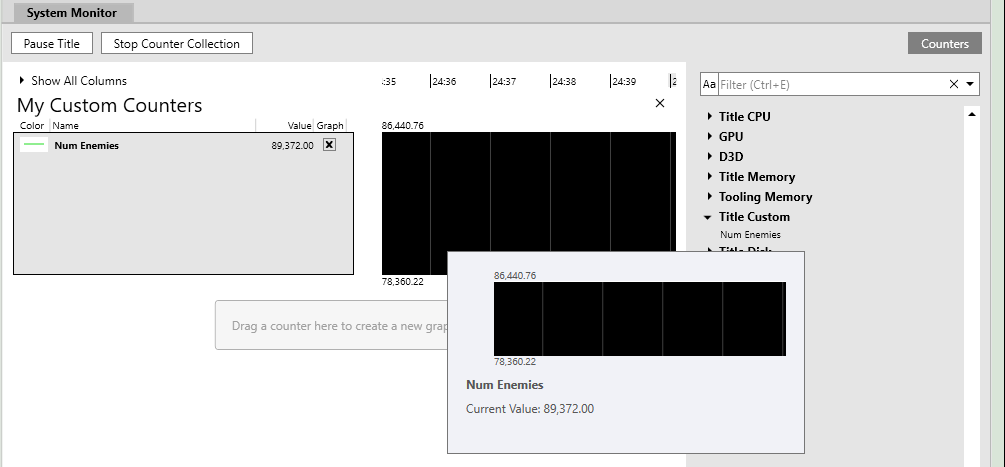 System Monitor
Pause Title
Stop Counter Collection
Counters
Show All Columns
:35
24:36
24:37
24:38
24:39
Aa
Filter (Ctrl+E)
My Custom Counters
Color
Name
Value
Graph
86,440.76
Num Enemies
89,372.00
78,360.22
Drag a counter here to create a new grap
Title CPU
GPU
D3D
Title Memory
Tooling Memory
Title Custom
Num Enemies
Title Disk
86,440.76
78,360.22
Num Enemies
Current Value: 89,372.00